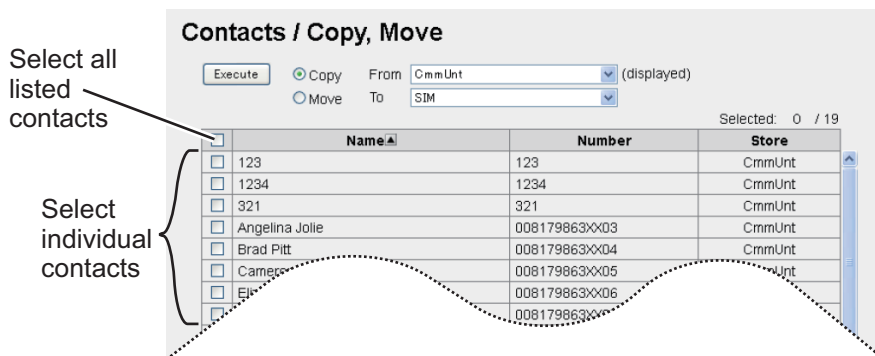 Contacts / Copy, Move
Select all
listed
contacts
Execute Copy From CmmUnt (displayed)
Move To SIM
Selected: 0 / 19
Name Number Store
123 123 CmmUnt
1234 1234 CmmUnt
321 321 CmmUnt
Select
individual
contacts
Angelina Jolie 008179863XX03 CmmUnt
Brad Pitt 008179863XX04 CmmUnt
008179863XX05
008179863XX06